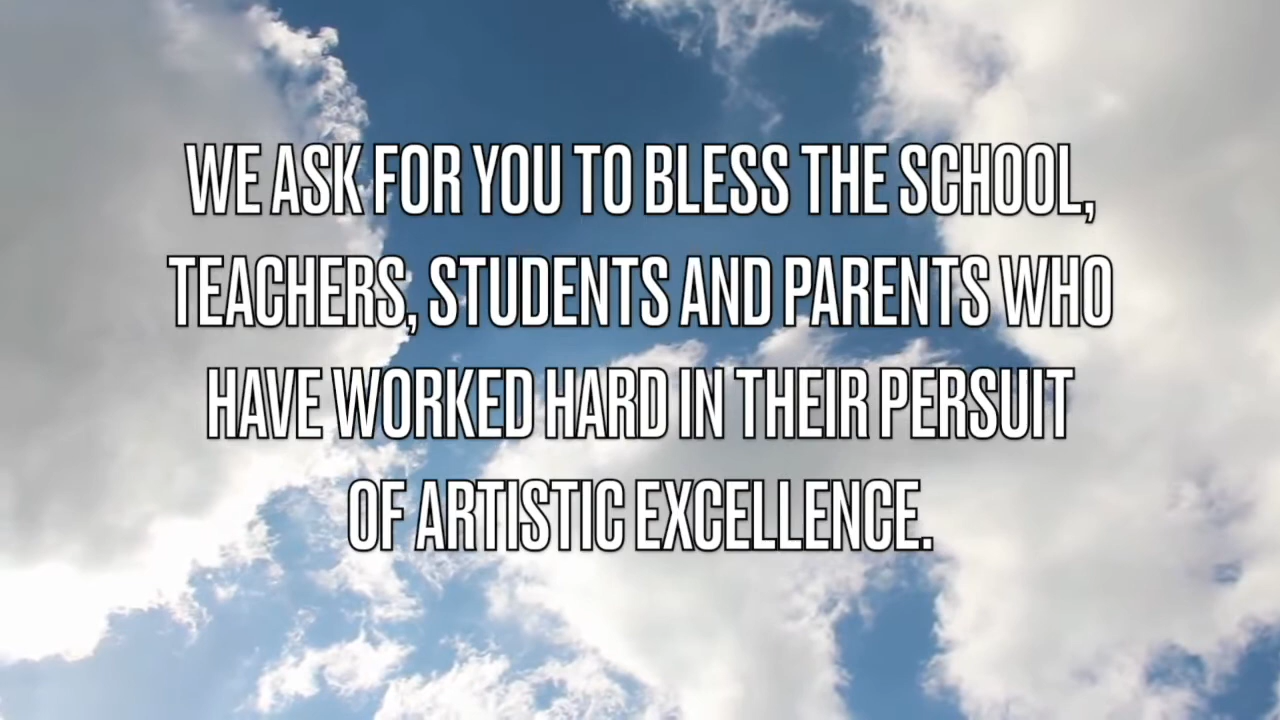 WE ASK FOR YOU TO BLESS THE SCHOOL,
TEACHERS, STUDENTS AND PARENTS WHO
HAVE WORKED HARD IN THEIR PERSUIT
OF ARTISTIC EXCELLENCE.